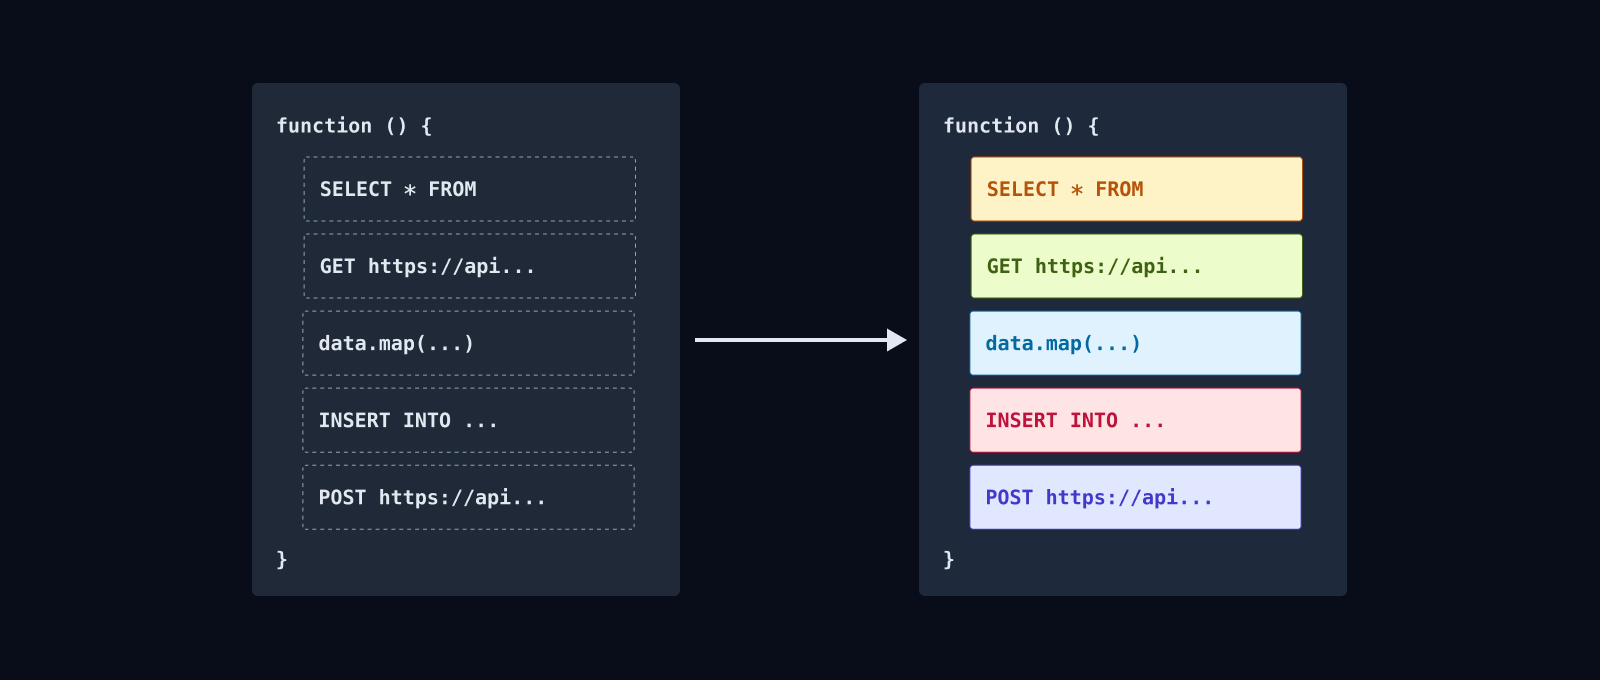 function () {
SELECT * FROM
GET https://api...
data.map(...)
INSERT INTO ...
POST https://api...
}
function () {
SELECT * FROM
GET https://api...
data.map(...)
INSERT INTO ...
POST https://api...
}